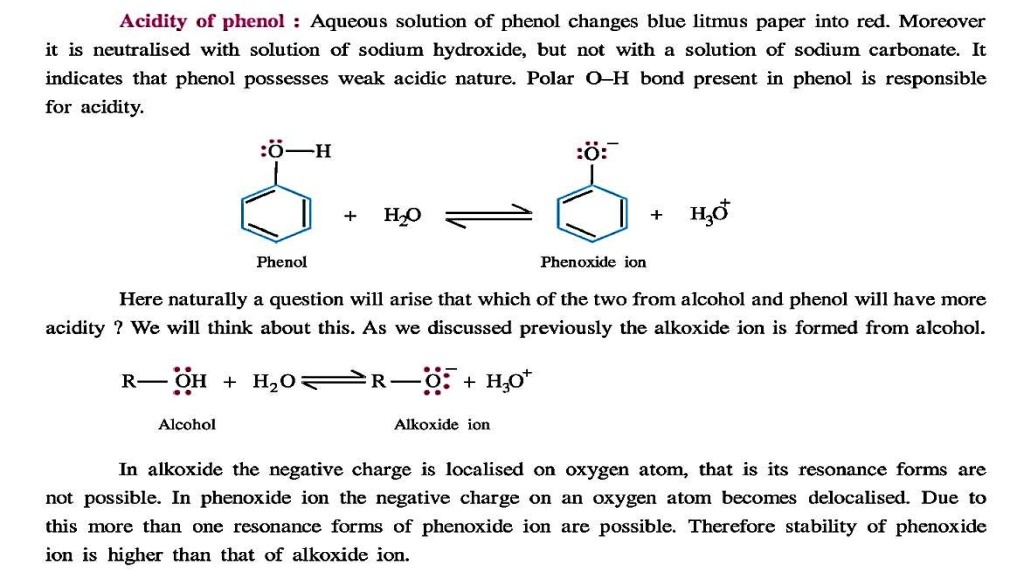 Acidity of phenol : Aqueous solution of phenol changes blue litmus paper into red. Moreover
it is neutralised with solution of sodium hydroxide, but not with a solution of sodium carbonate. It
indicates that phenol possesses weak acidic nature. Polar O–H bond present in phenol is responsible
for acidity.
:Ö—H :Ö:⁻
+ H₂O ⇌ + H₃O⁺
Phenol Phenoxide ion
Here naturally a question will arise that which of the two from alcohol and phenol will have more
acidity ? We will think about this. As we discussed previously the alkoxide ion is formed from alcohol.
R—ÖH + H₂O ⇌ R—Ö:⁻ + H₃O⁺
Alcohol Alkoxide ion
In alkoxide the negative charge is localised on oxygen atom, that is its resonance forms are
not possible. In phenoxide ion the negative charge on an oxygen atom becomes delocalised. Due to
this more than one resonance forms of phenoxide ion are possible. Therefore stability of phenoxide
ion is higher than that of alkoxide ion.